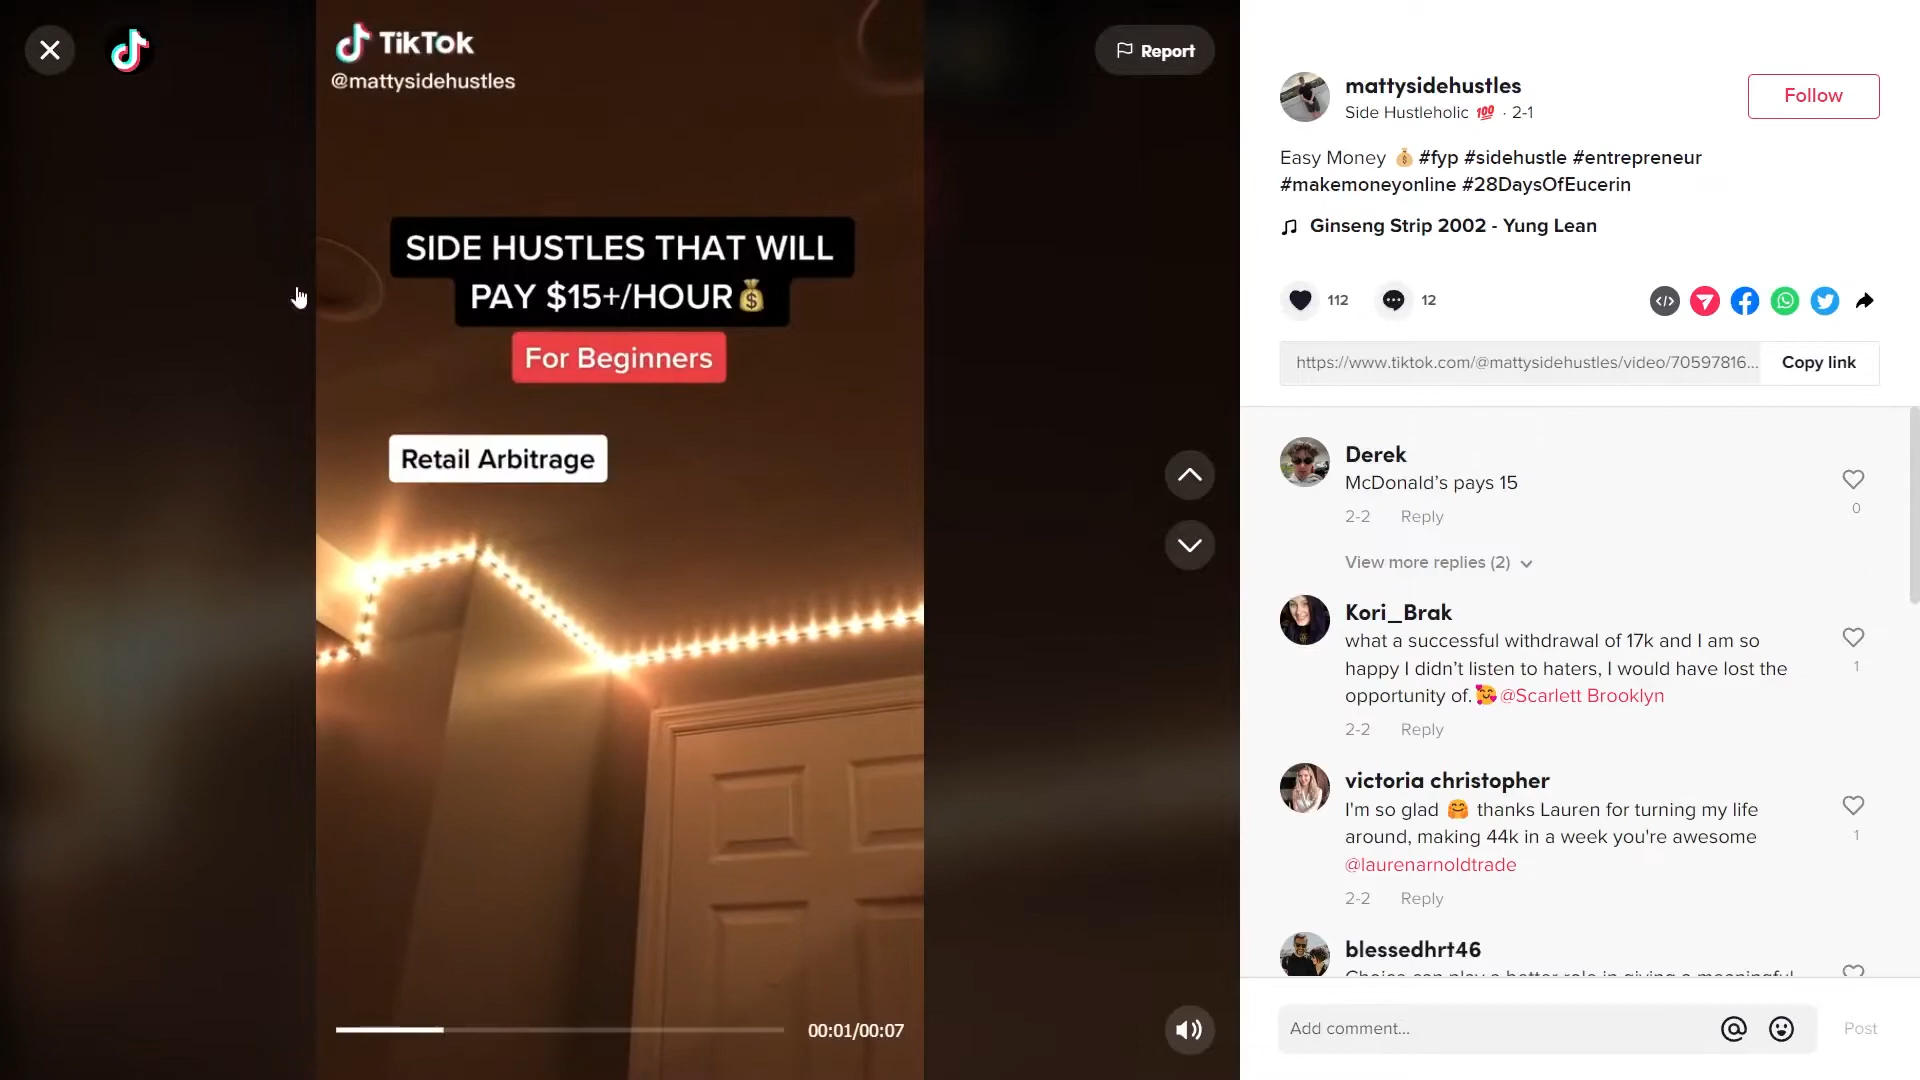 TikTok
@mattysidehustles
Report
SIDE HUSTLES THAT WILL
PAY $15+/HOUR💰
For Beginners
Retail Arbitrage
00:01/00:07
mattysidehustles
Side Hustleholic 💯 · 2-1
Follow
Easy Money 💰 #fyp #sidehustle #entrepreneur
#makemoneyonline #28DaysOfEucerin
Ginseng Strip 2002 - Yung Lean
112
12
https://www.tiktok.com/@mattysidehustles/video/70597816...
Copy link
Derek
McDonald’s pays 15
0
2-2 Reply
View more replies (2)
Kori_Brak
what a successful withdrawal of 17k and I am so
happy I didn’t listen to haters, I would have lost the
opportunity of.🥰@Scarlett Brooklyn
1
2-2 Reply
victoria christopher
I'm so glad 🤗 thanks Lauren for turning my life
around, making 44k in a week you're awesome
@laurenarnoldtrade
1
2-2 Reply
blessedhrt46
Add comment...
Post